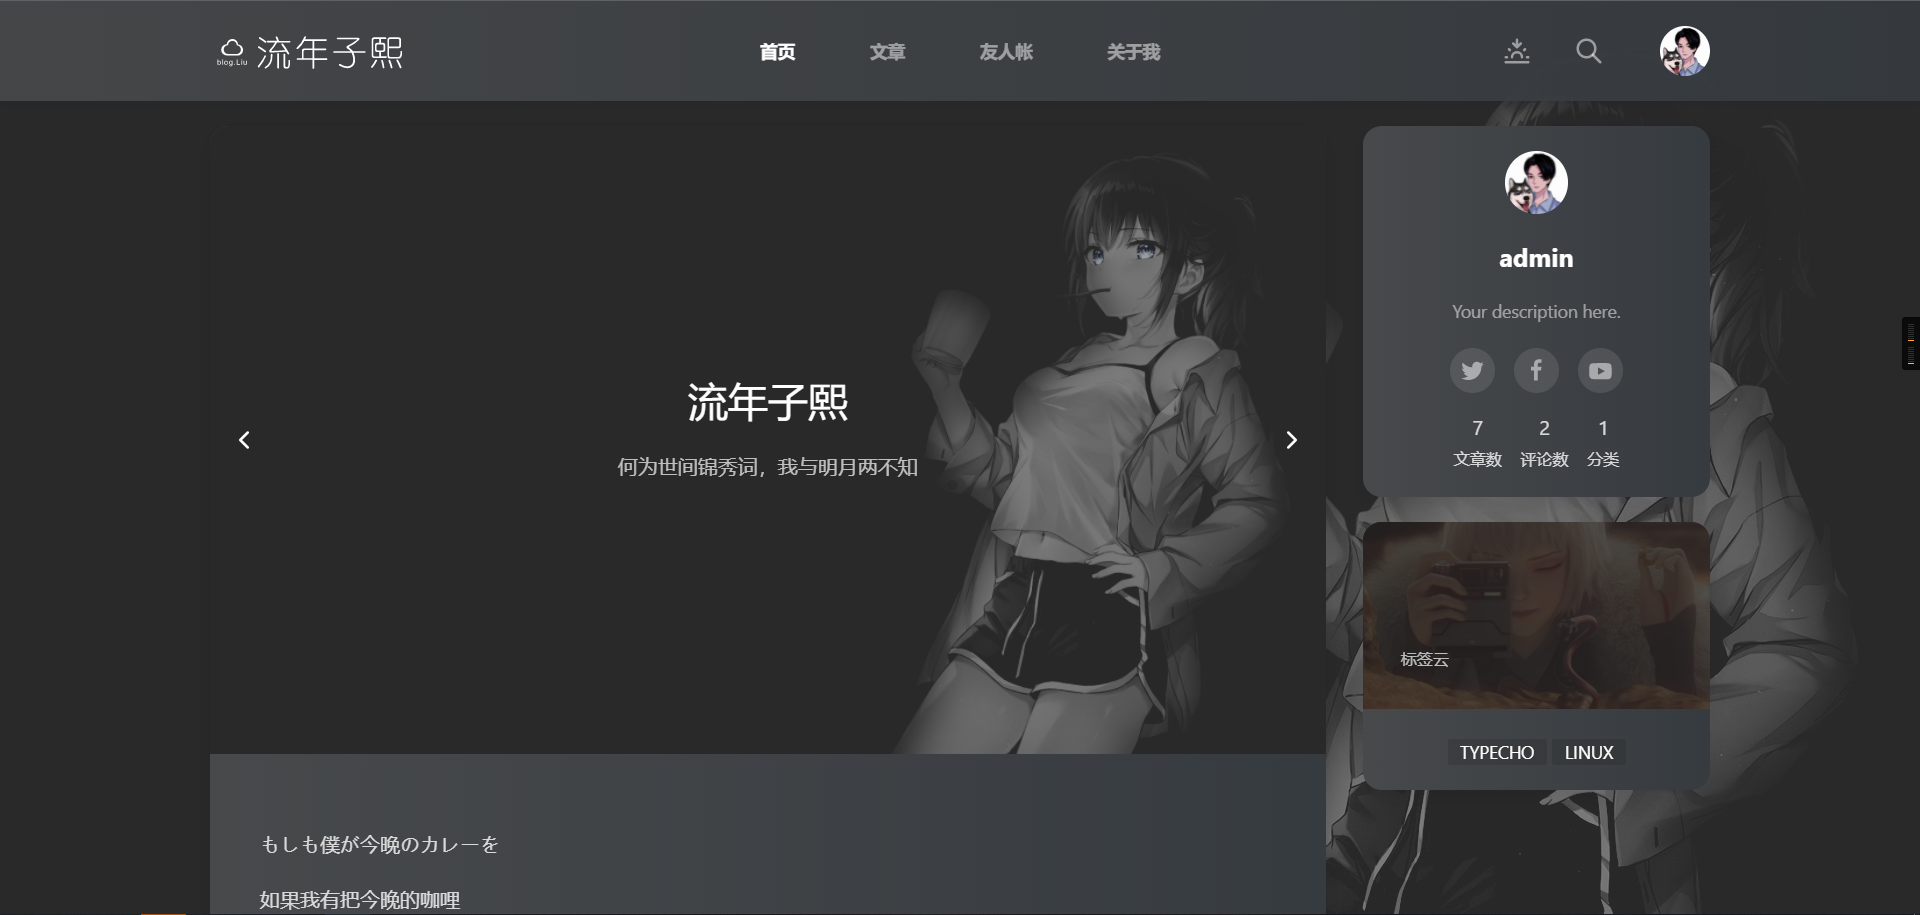 blog.Liu 流年子熙
首页 文章 友人帐 关于我
流年子熙
何为世间锦秀词，我与明月两不知
もしも僕が今晩のカレーを
如果我有把今晚的咖哩
admin
Your description here.
7 2 1
文章数 评论数 分类
标签云
TYPECHO LINUX